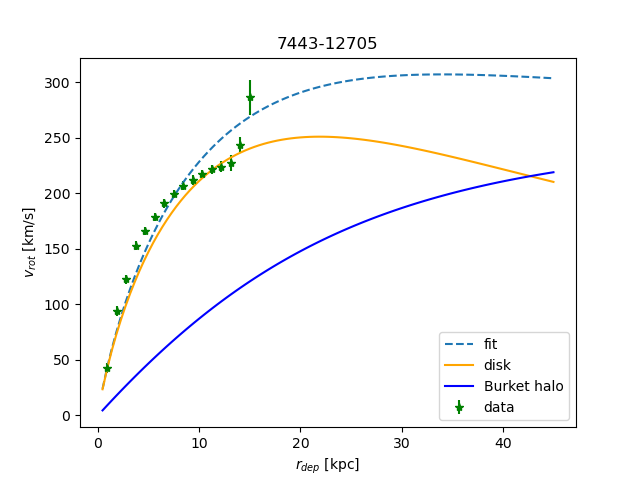 7443-12705
300
250
200
150
100
50
0
v_rot [km/s]
0 10 20 30 40
r_dep [kpc]
fit
disk
Burket halo
data